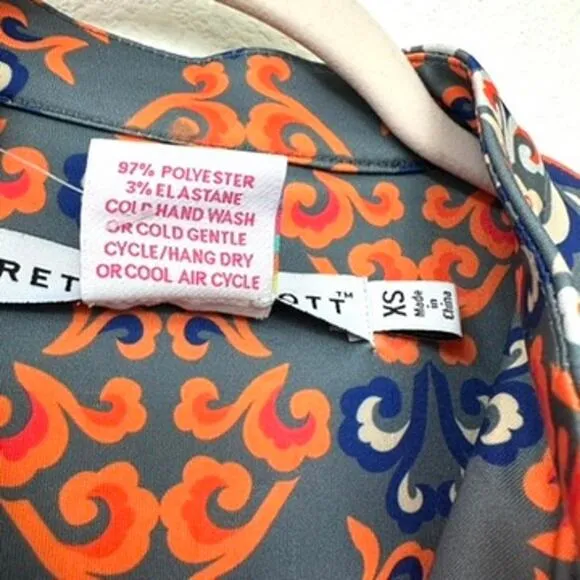 97% POLYESTER
3% ELASTANE
COLD HAND WASH
OR COLD GENTLE
CYCLE/HANG DRY
OR COOL AIR CYCLE
RET
OTT™
XS
Made
in
China